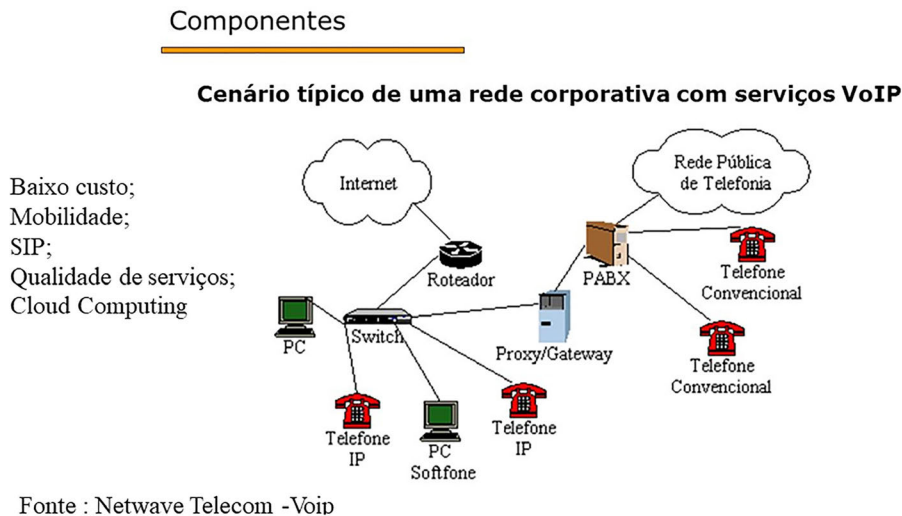 Componentes
Cenário típico de uma rede corporativa com serviços VoIP
Baixo custo;
Mobilidade;
SIP;
Qualidade de serviços;
Cloud Computing
Internet
Rede Pública
de Telefonia
Roteador
PABX
Telefone
Convencional
PC
Switch
Proxy/Gateway
Telefone
Convencional
Telefone
IP
PC
Softfone
Telefone
IP
Fonte : Netwave Telecom -Voip